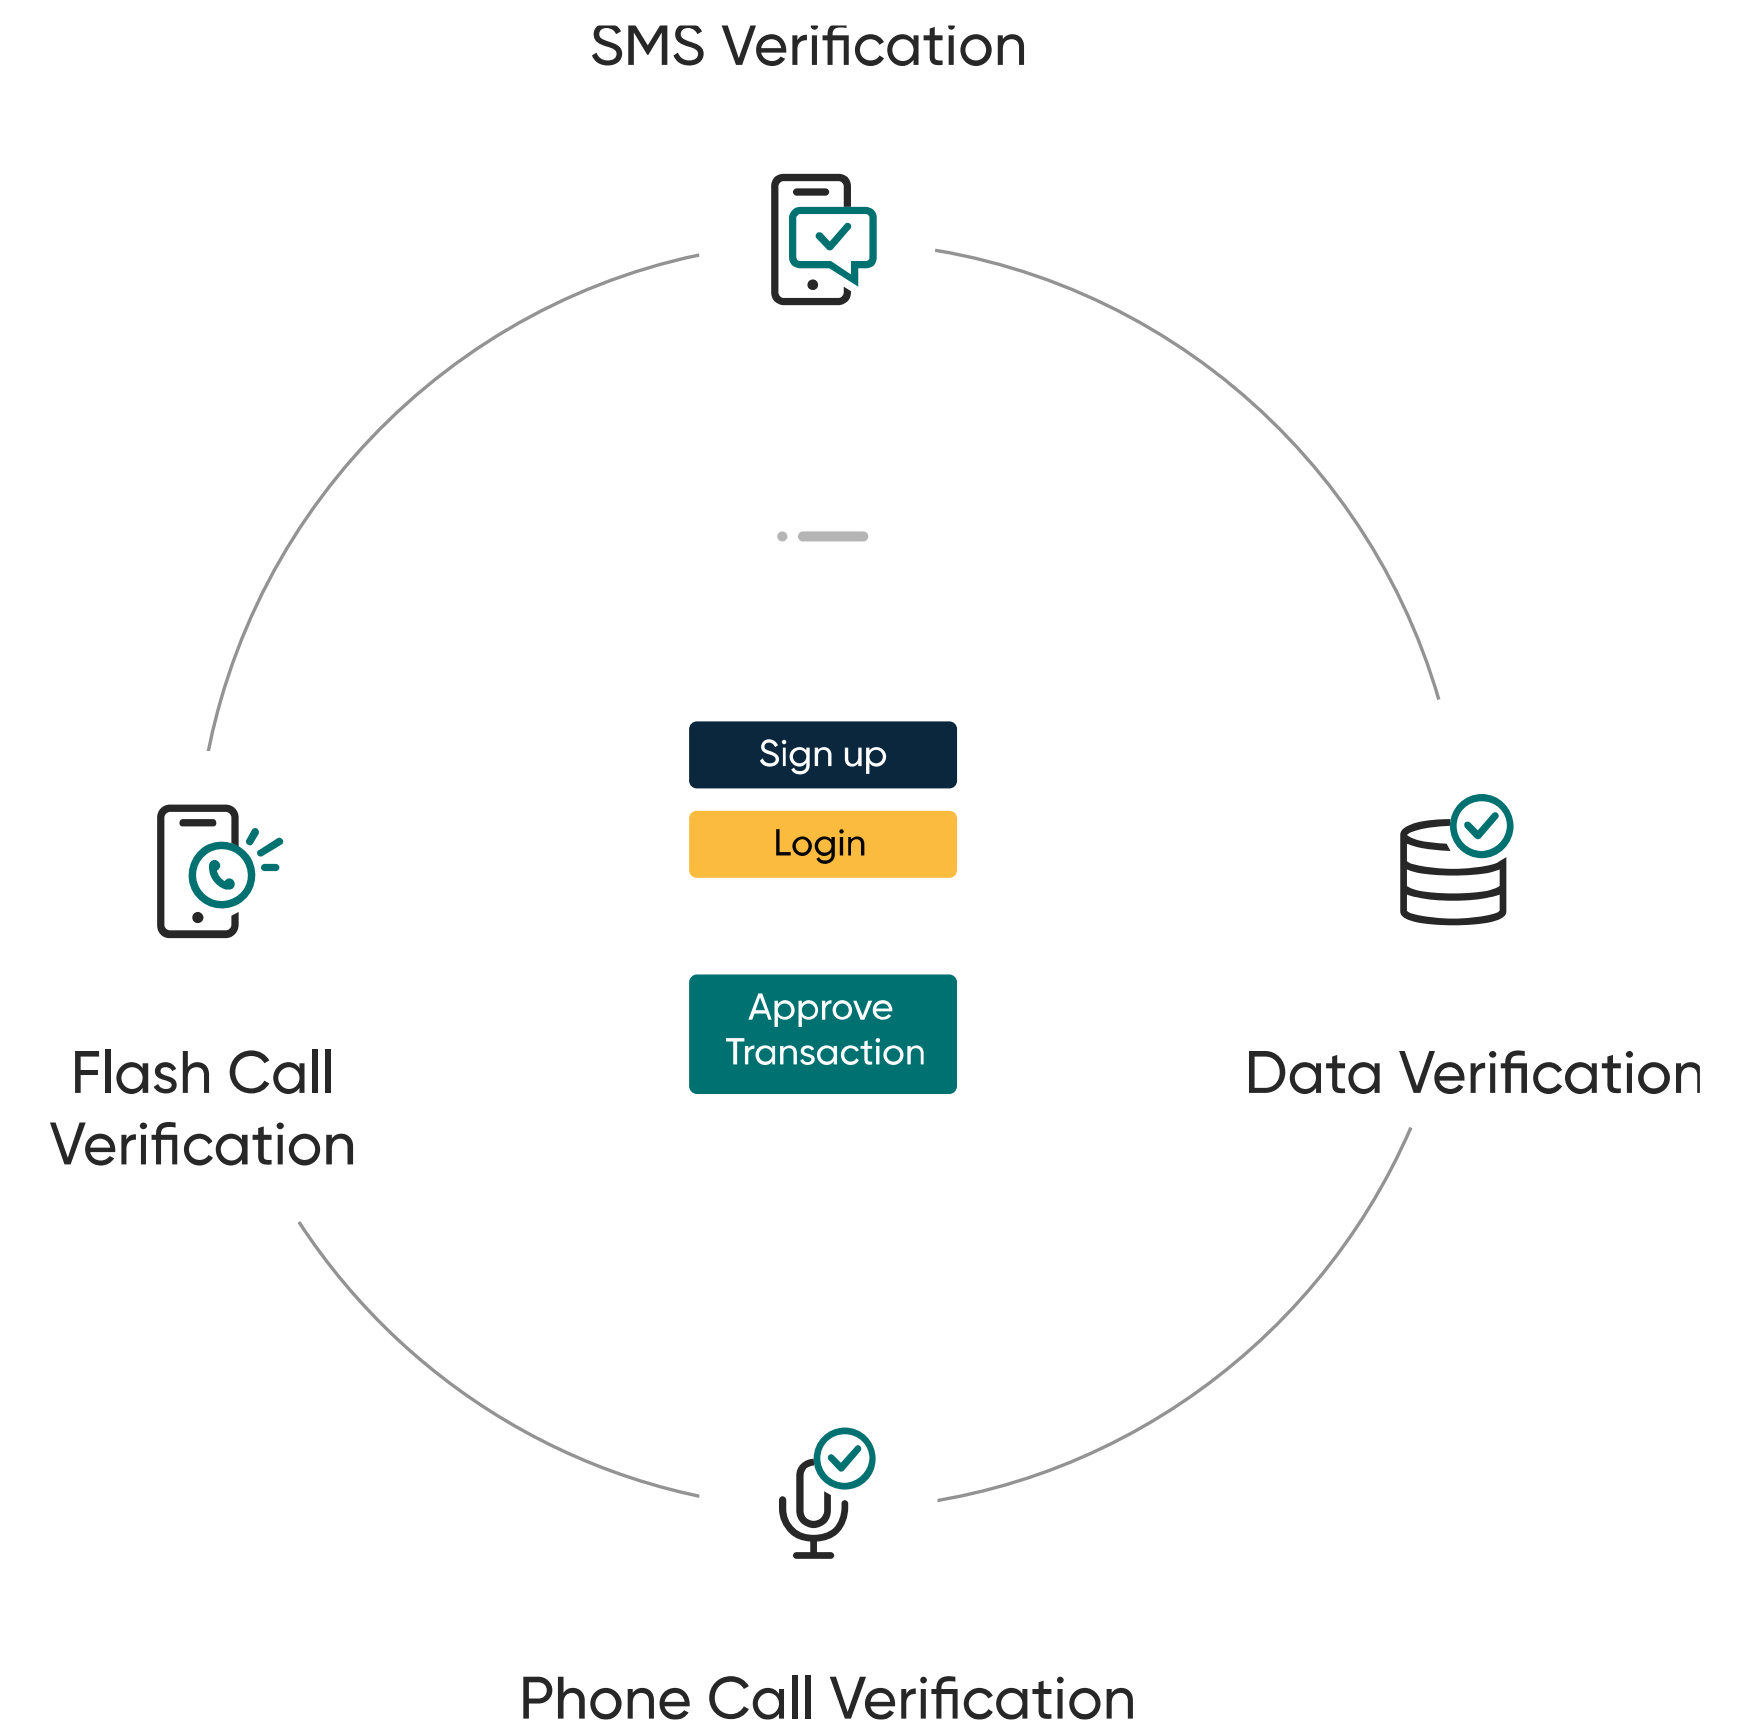 SMS Verification
Sign up
Login
Approve
Transaction
Flash Call
Verification
Data Verification
Phone Call Verification